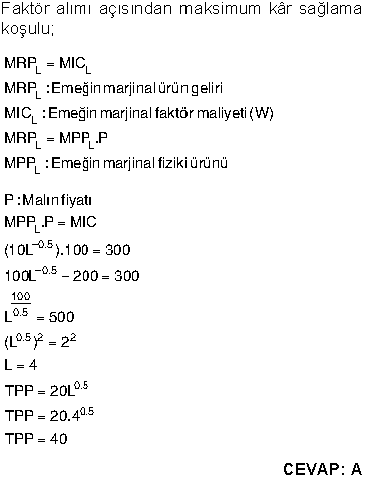 Faktör alımı açısından maksimum kâr sağlama
koşulu;
MRP_L = MIC_L
MRP_L : Emeğin marjinal ürün geliri
MIC_L : Emeğin marjinal faktör maliyeti (W)
MRP_L = MPP_L.P
MPP_L : Emeğin marjinal fiziki ürünü
P : Malın fiyatı
MPP_L.P = MIC
(10L^–0.5).100 = 300
100L^–0.5 – 200 = 300
100
L^0.5 = 500
(L^0.5)^2 = 2^2
L = 4
TPP = 20L^0.5
TPP = 20.4^0.5
TPP = 40
CEVAP: A